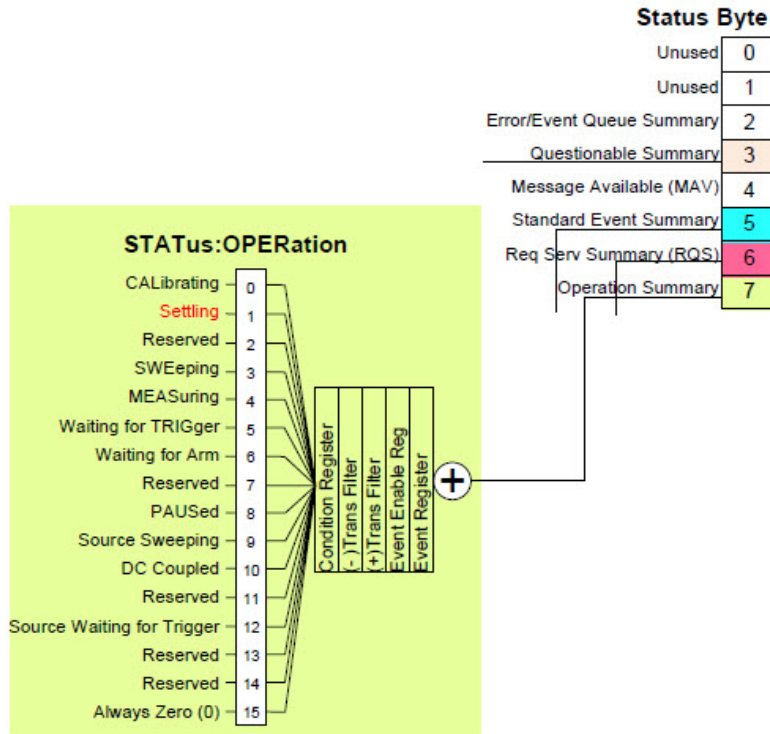 Status Byte
Unused 0
Unused 1
Error/Event Queue Summary 2
Questionable Summary 3
Message Available (MAV) 4
Standard Event Summary 5
Req Serv Summary (RQS) 6
Operation Summary 7
STATus:OPERation
CALibrating 0
Settling 1
Reserved 2
SWEeping 3
MEASuring 4
Waiting for TRIGger 5
Waiting for Arm 6
Reserved 7
PAUSed 8
Source Sweeping 9
DC Coupled 10
Reserved 11
Source Waiting for Trigger 12
Reserved 13
Reserved 14
Always Zero (0) 15
Condition Register
(-)Trans Filter
(+)Trans Filter
Event Enable Reg
Event Register
+